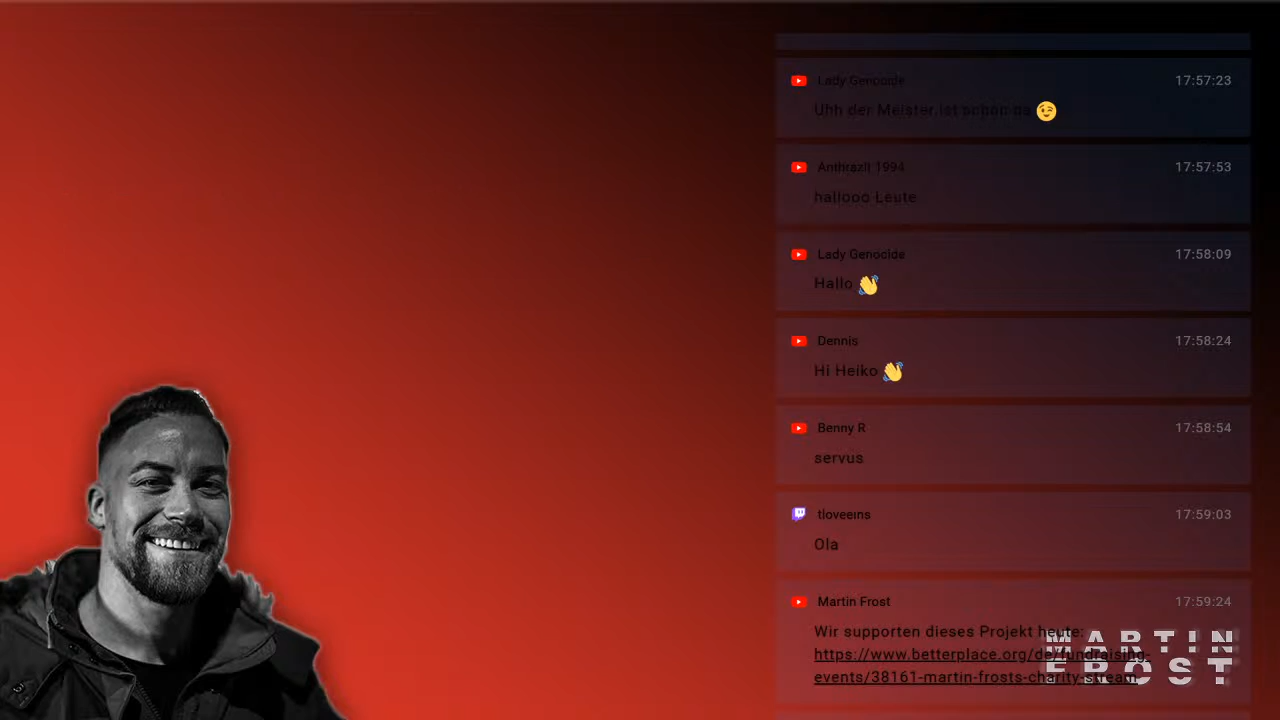 Lady Genocide 17:57:23
Uhh der Meister ist schon da 😉
Anthrazit 1994 17:57:53
hallooo Leute
Lady Genocide 17:58:09
Hallo 👋
Dennis 17:58:24
Hi Heiko 👋
Benny R 17:58:54
servus
tloveeins 17:59:03
Ola
Martin Frost 17:59:24
Wir supporten dieses Projekt heute:
https://www.betterplace.org/de/fundraising-
events/38161-martin-frosts-charity-stream
MARTIN
FROST